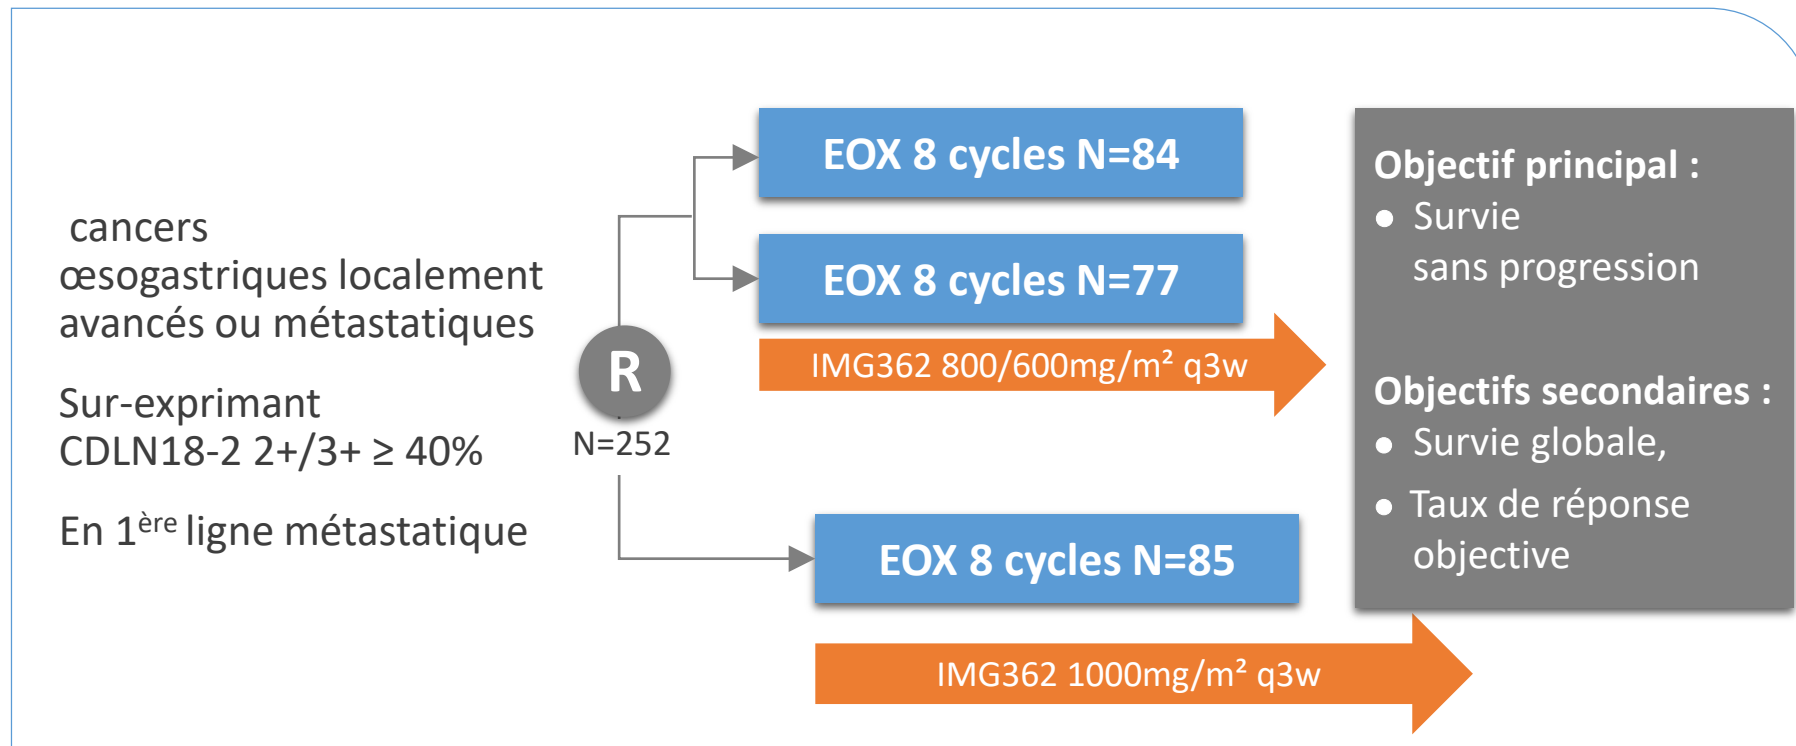 cancers
œsogastriques localement
avancés ou métastatiques
Sur-exprimant
CDLN18-2 2+/3+ ≥ 40%
En 1ère ligne métastatique
R
N=252
EOX 8 cycles N=84
EOX 8 cycles N=77
IMG362 800/600mg/m² q3w
EOX 8 cycles N=85
IMG362 1000mg/m² q3w
Objectif principal :
● Survie
sans progression
Objectifs secondaires :
● Survie globale,
● Taux de réponse
objective